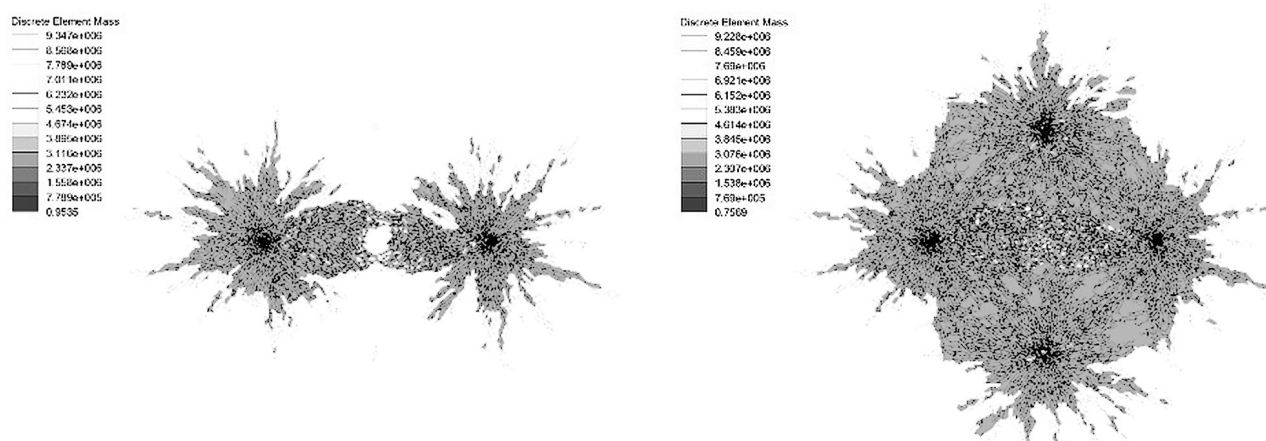 Discrete Element Mass
9.347e+006
8.568e+006
7.789e+006
7.011e+006
6.232e+006
5.453e+006
4.674e+006
3.895e+006
3.116e+006
2.337e+006
1.558e+006
7.789e+005
0.9535
Discrete Element Mass
9.228e+006
8.459e+006
7.69e+006
6.921e+006
6.152e+006
5.383e+006
4.614e+006
3.845e+006
3.076e+006
2.307e+006
1.538e+006
7.69e+005
0.7569